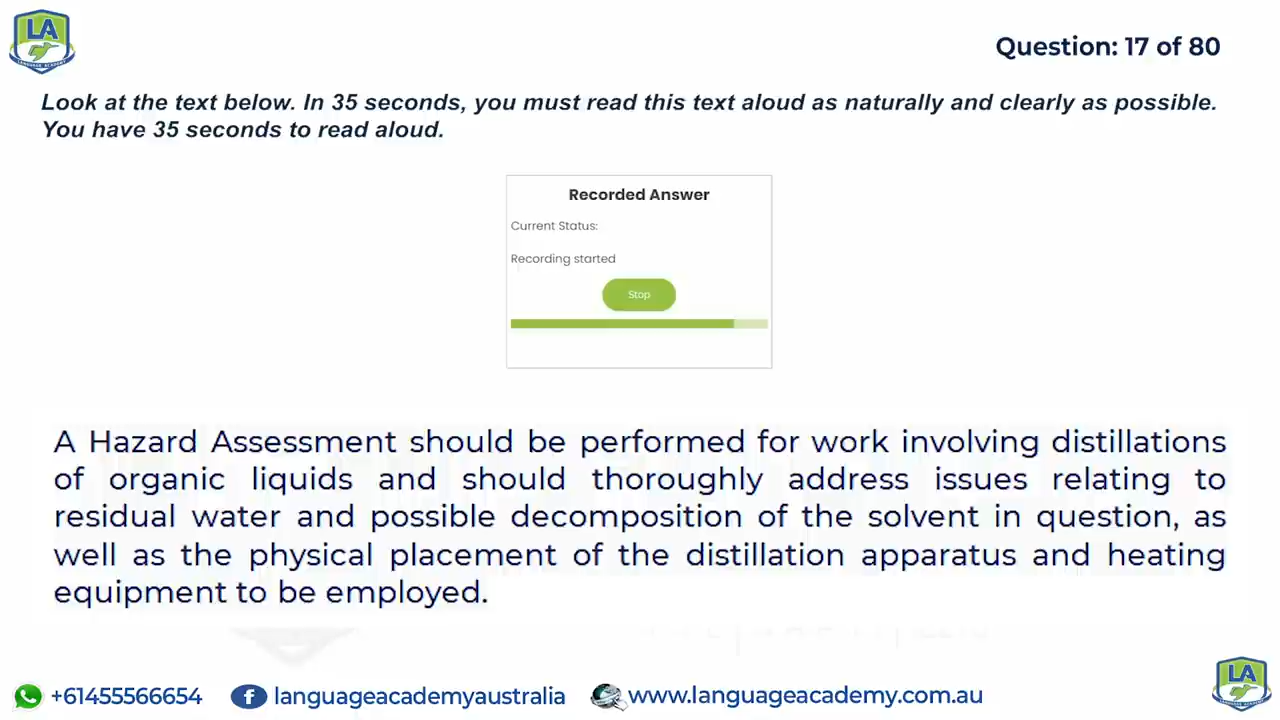 LA
LANGUAGE ACADEMY
Question: 17 of 80
Look at the text below. In 35 seconds, you must read this text aloud as naturally and clearly as possible.
You have 35 seconds to read aloud.
Recorded Answer
Current Status:
Recording started
Stop
A Hazard Assessment should be performed for work involving distillations
of organic liquids and should thoroughly address issues relating to
residual water and possible decomposition of the solvent in question, as
well as the physical placement of the distillation apparatus and heating
equipment to be employed.
+61455566654
languageacademyaustralia
www.languageacademy.com.au
LA
LANGUAGE ACADEMY